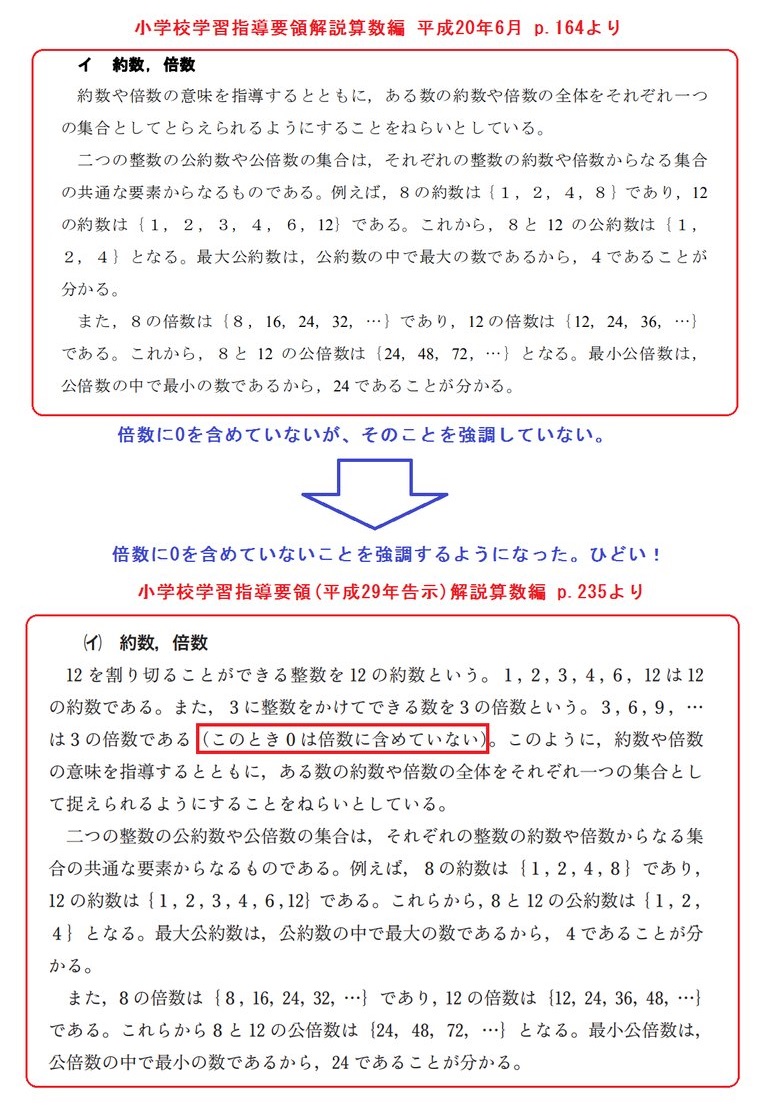 小学校学習指導要領解説算数編 平成20年6月 p.164より
イ 約数，倍数
約数や倍数の意味を指導するとともに，ある数の約数や倍数の全体をそれぞれ一つ
の集合としてとらえられるようにすることをねらいとしている。
二つの整数の公約数や公倍数の集合は，それぞれの整数の約数や倍数からなる集合
の共通な要素からなるものである。例えば，８の約数は｛１，２，４，８｝であり，12
の約数は｛１，２，３，４，６，12｝である。これから，８と 12 の公約数は｛１，
２，４｝となる。最大公約数は，公約数の中で最大の数であるから，４であることが
分かる。
また，８の倍数は｛８，16，24，32，…｝であり，12の倍数は｛12，24，36，…｝
である。これから，８と 12 の公倍数は｛24，48，72，…｝となる。最小公倍数は，
公倍数の中で最小の数であるから，24であることが分かる。
倍数に0を含めていないが、そのことを強調していない。
倍数に0を含めていないことを強調するようになった。ひどい！
小学校学習指導要領(平成29年告示)解説算数編 p.235より
(ｲ) 約数，倍数
12を割り切ることができる整数を12の約数という。1，2，3，4，6，12は12
の約数である。また，3に整数をかけてできる数を3の倍数という。3，6，9，…
は3の倍数である（このとき0は倍数に含めていない）。このように，約数や倍数
の意味を指導するとともに，ある数の約数や倍数の全体をそれぞれ一つの集合とし
て捉えられるようにすることをねらいとしている。
二つの整数の公約数や公倍数の集合は，それぞれの整数の約数や倍数からなる集
合の共通な要素からなるものである。例えば，8の約数は｛1，2，4，8｝であり，
12の約数は｛1，2，3，4，6，12｝である。これらから，8と12の公約数は｛1，2，
4｝となる。最大公約数は，公約数の中で最大の数であるから，4であることが分
かる。
また，8の倍数は｛8，16，24，32，…｝であり，12の倍数は｛12，24，36，48，…｝
である。これらから8と12の公倍数は｛24，48，72，…｝となる。最小公倍数は，
公倍数の中で最小の数であるから，24であることが分かる。